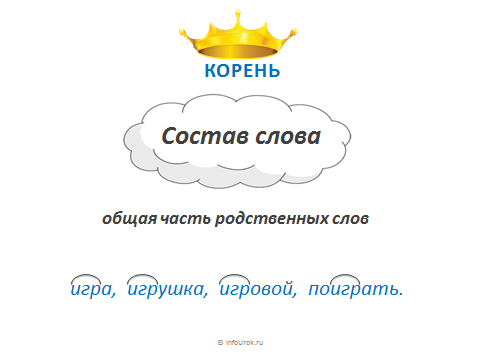 КОРЕНЬ
Состав слова
общая часть родственных слов
игра, игрушка, игровой, поиграть.
© InfoUrok.ru